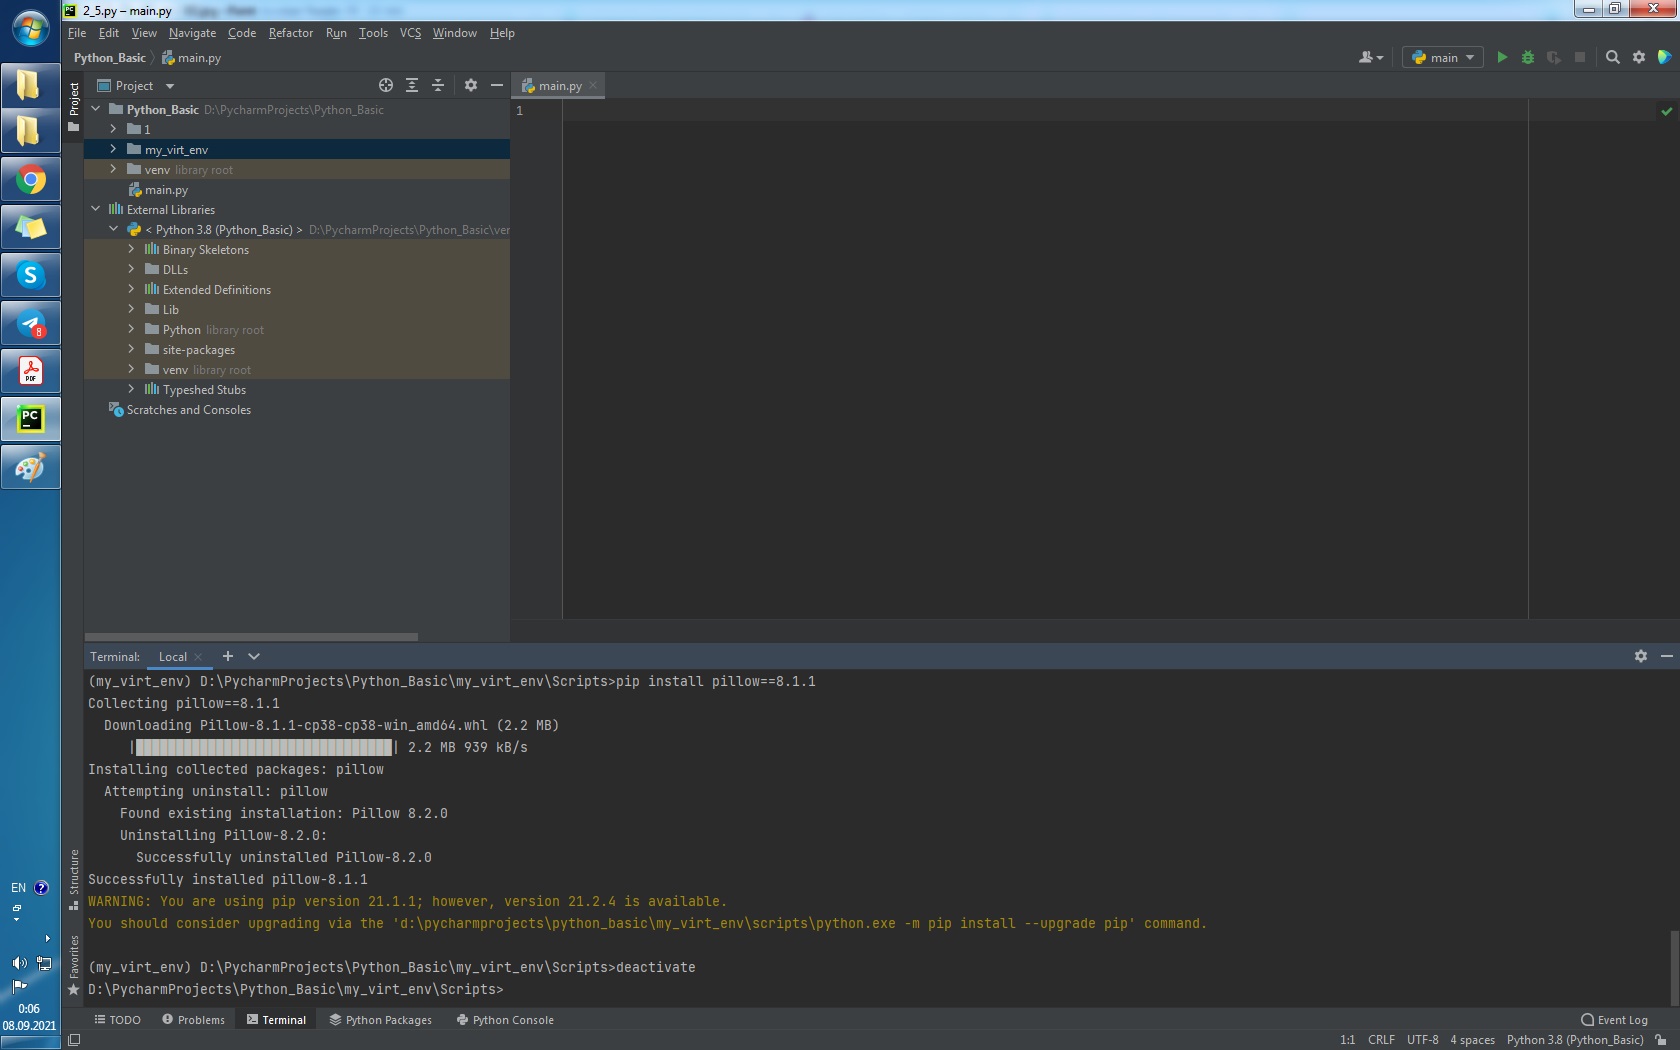 2_5.py – main.py
File Edit View Navigate Code Refactor Run Tools VCS Window Help
Python_Basic main.py
main
Project
Project
main.py
Python_Basic D:\PycharmProjects\Python_Basic
1
1
my_virt_env
venv library root
main.py
External Libraries
< Python 3.8 (Python_Basic) > D:\PycharmProjects\Python_Basic\ver
Binary Skeletons
DLLs
Extended Definitions
Lib
Python library root
site-packages
venv library root
Typeshed Stubs
Scratches and Consoles
S
8
PDF
PC
Terminal: Local
(my_virt_env) D:\PycharmProjects\Python_Basic\my_virt_env\Scripts>pip install pillow==8.1.1
Collecting pillow==8.1.1
Downloading Pillow-8.1.1-cp38-cp38-win_amd64.whl (2.2 MB)
| | 2.2 MB 939 kB/s
Installing collected packages: pillow
Attempting uninstall: pillow
Found existing installation: Pillow 8.2.0
Uninstalling Pillow-8.2.0:
Successfully uninstalled Pillow-8.2.0
Successfully installed pillow-8.1.1
WARNING: You are using pip version 21.1.1; however, version 21.2.4 is available.
You should consider upgrading via the 'd:\pycharmprojects\python_basic\my_virt_env\scripts\python.exe -m pip install --upgrade pip' command.
(my_virt_env) D:\PycharmProjects\Python_Basic\my_virt_env\Scripts>deactivate
D:\PycharmProjects\Python_Basic\my_virt_env\Scripts>
Structure
Favorites
EN ?
0:06
08.09.2021
TODO Problems Terminal Python Packages Python Console Event Log
1:1 CRLF UTF-8 4 spaces Python 3.8 (Python_Basic)